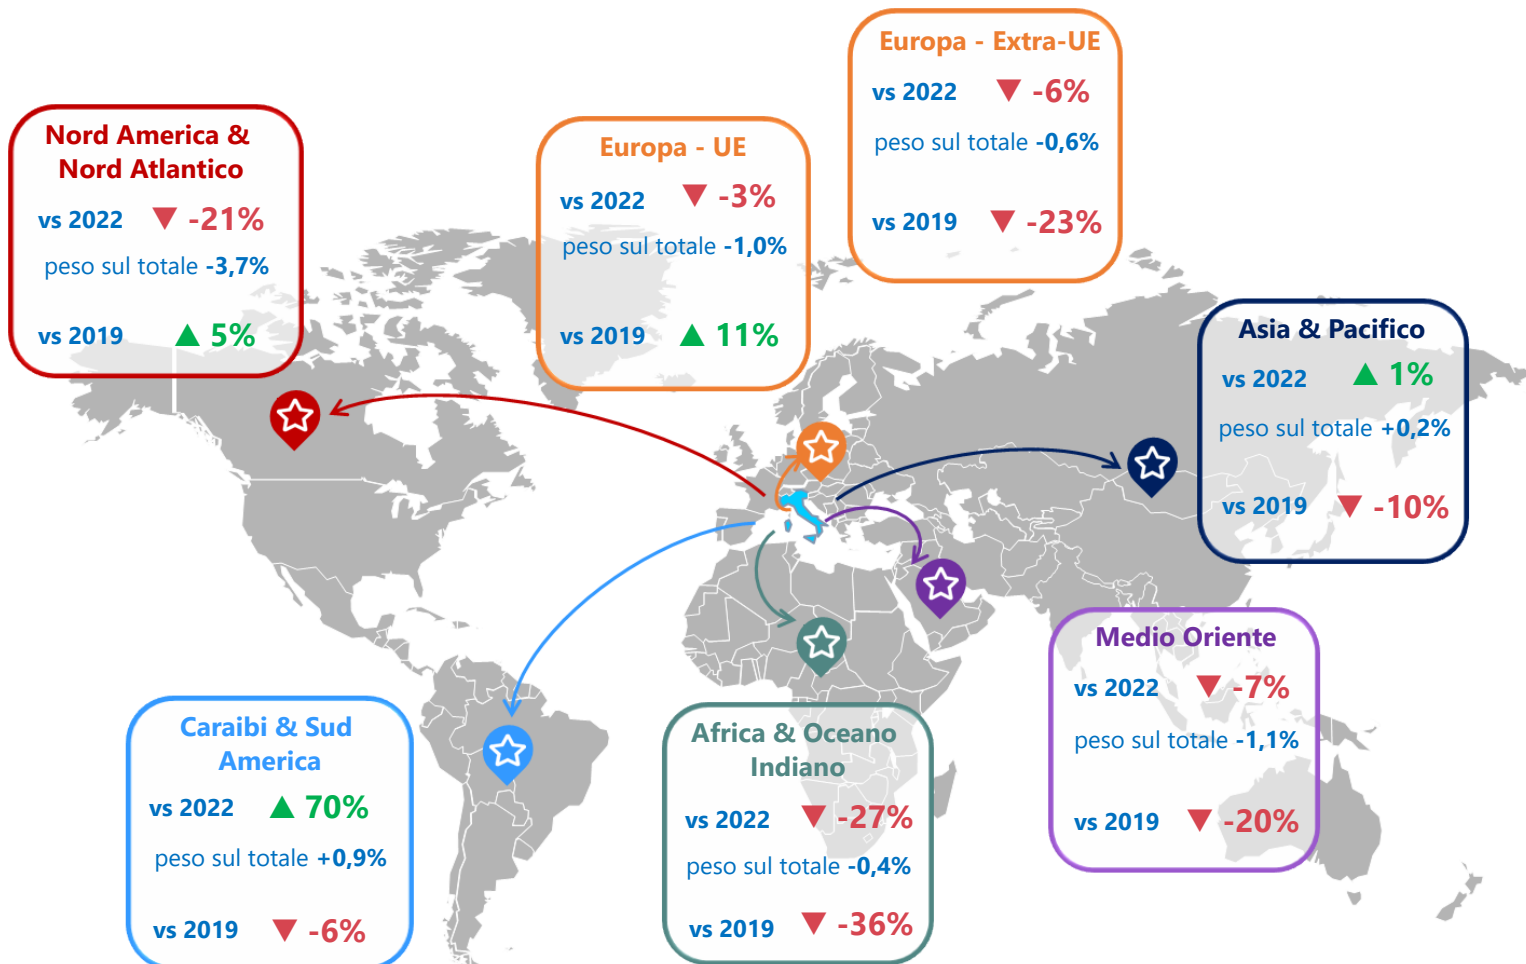 Nord America &
Nord Atlantico
vs 2022 ▼ -21%
peso sul totale -3,7%
vs 2019 ▲ 5%
Europa - UE
vs 2022 ▼ -3%
peso sul totale -1,0%
vs 2019 ▲ 11%
Europa - Extra-UE
vs 2022 ▼ -6%
peso sul totale -0,6%
vs 2019 ▼ -23%
Asia & Pacifico
vs 2022 ▲ 1%
peso sul totale +0,2%
vs 2019 ▼ -10%
Caraibi & Sud
America
vs 2022 ▲ 70%
peso sul totale +0,9%
vs 2019 ▼ -6%
Africa & Oceano
Indiano
vs 2022 ▼ -27%
peso sul totale -0,4%
vs 2019 ▼ -36%
Medio Oriente
vs 2022 ▼ -7%
peso sul totale -1,1%
vs 2019 ▼ -20%